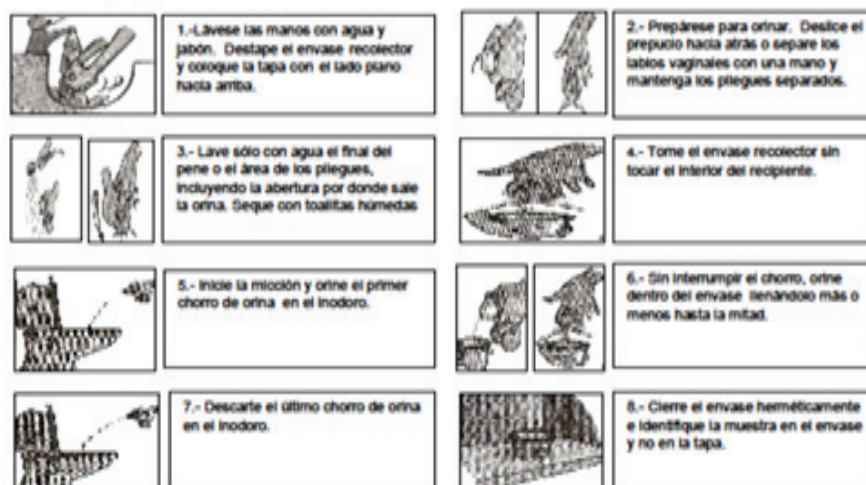 1.-Lávese las manos con agua y
jabón. Destape el envase recolector
y coloque la tapa con el lado plano
hacia arriba.
2.- Prepárese para orinar. Deslice el
prepucio hacia atrás o separe los
labios vaginales con una mano y
mantenga los pliegues separados.
3.- Lave sólo con agua el final del
pene o el área de los pliegues,
incluyendo la abertura por donde sale
la orina. Seque con toallitas húmedas
4.- Tome el envase recolector sin
tocar el interior del recipiente.
5.- Inicie la micción y orine el primer
chorro de orina en el inodoro.
6.- Sin interrumpir el chorro, orine
dentro del envase llenándolo más o
menos hasta la mitad.
7.- Descarte el último chorro de orina
en el inodoro.
8.- Cierre el envase herméticamente
e identifique la muestra en el envase
y no en la tapa.